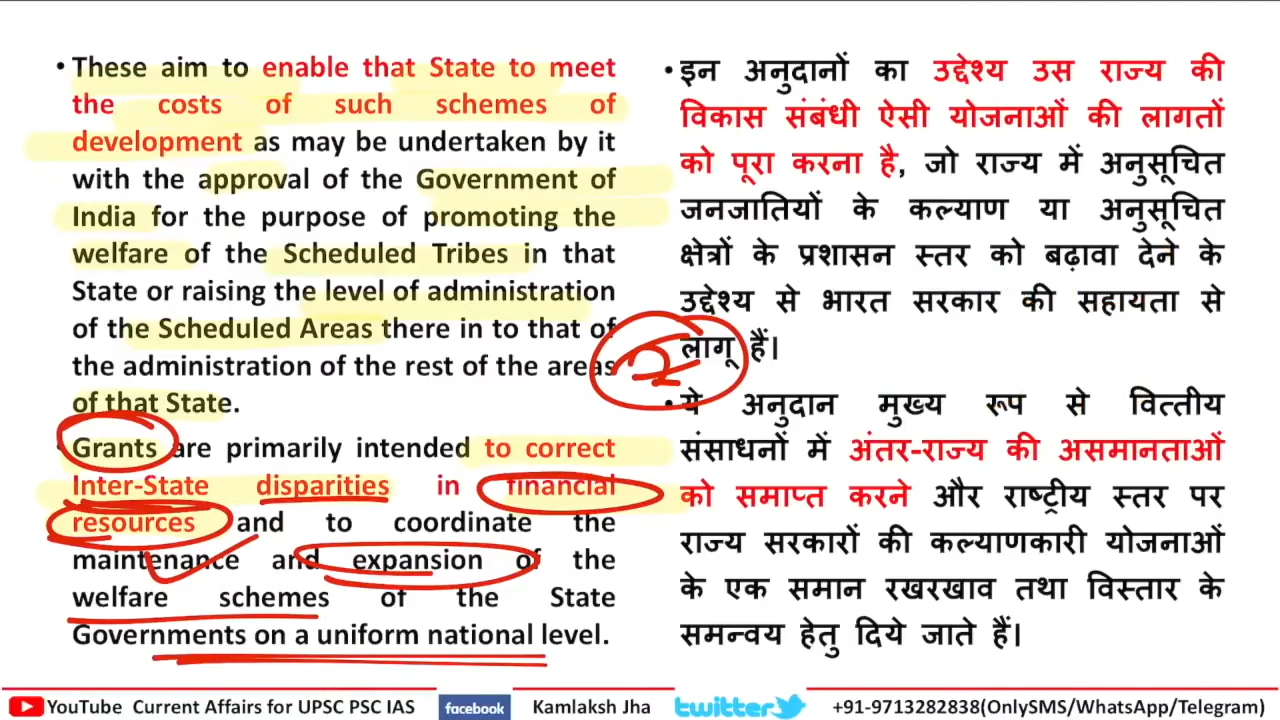 • These aim to enable that State to meet
the costs of such schemes of
development as may be undertaken by it
with the approval of the Government of
India for the purpose of promoting the
welfare of the Scheduled Tribes in that
State or raising the level of administration
of the Scheduled Areas there in to that of
the administration of the rest of the areas
of that State.
• Grants are primarily intended to correct
Inter-State disparities in financial
resources and to coordinate the
maintenance and expansion of the
welfare schemes of the State
Governments on a uniform national level.
• इन अनुदानों का उद्देश्य उस राज्य की
विकास संबंधी ऐसी योजनाओं की लागतों
को पूरा करना है, जो राज्य में अनुसूचित
जनजातियों के कल्याण या अनुसूचित
क्षेत्रों के प्रशासन स्तर को बढ़ावा देने के
उद्देश्य से भारत सरकार की सहायता से
लागू हैं।
• ये अनुदान मुख्य रूप से वित्तीय
संसाधनों में अंतर-राज्य की असमानताओं
को समाप्त करने और राष्ट्रीय स्तर पर
राज्य सरकारों की कल्याणकारी योजनाओं
के एक समान रखरखाव तथा विस्तार के
समन्वय हेतु दिये जाते हैं।
YouTube Current Affairs for UPSC PSC IAS facebook Kamlaksh Jha twitter +91-9713282838(OnlySMS/WhatsApp/Telegram)